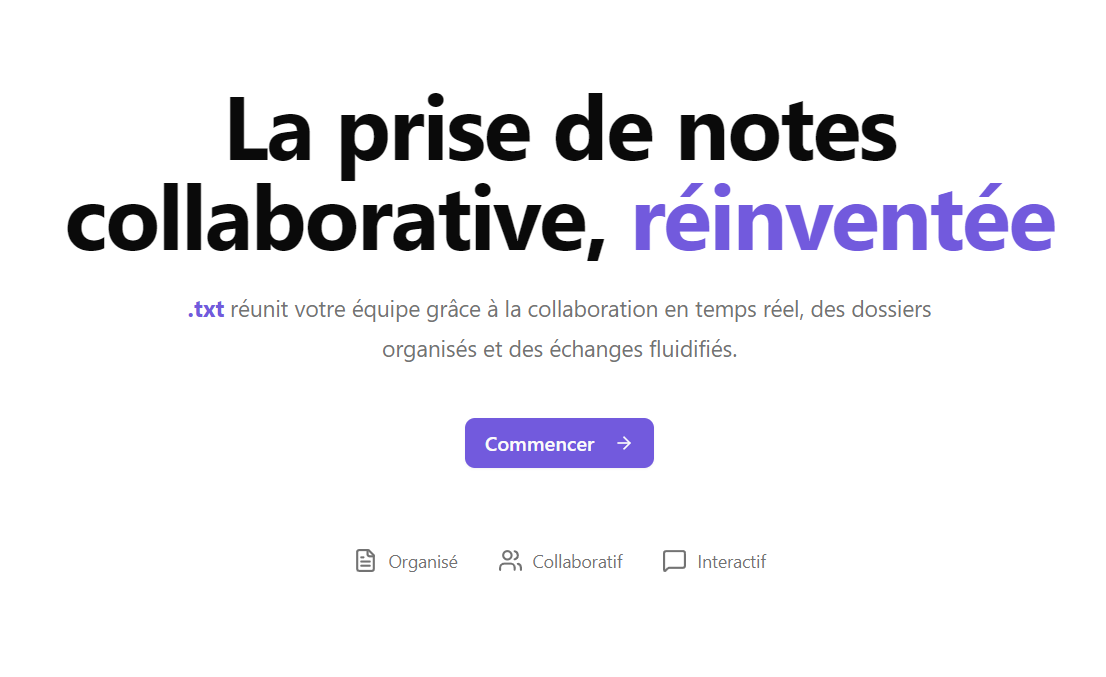 La prise de notes
collaborative, réinventée
.txt réunit votre équipe grâce à la collaboration en temps réel, des dossiers
organisés et des échanges fluidifiés.
Commencer
Organisé
Collaboratif
Interactif